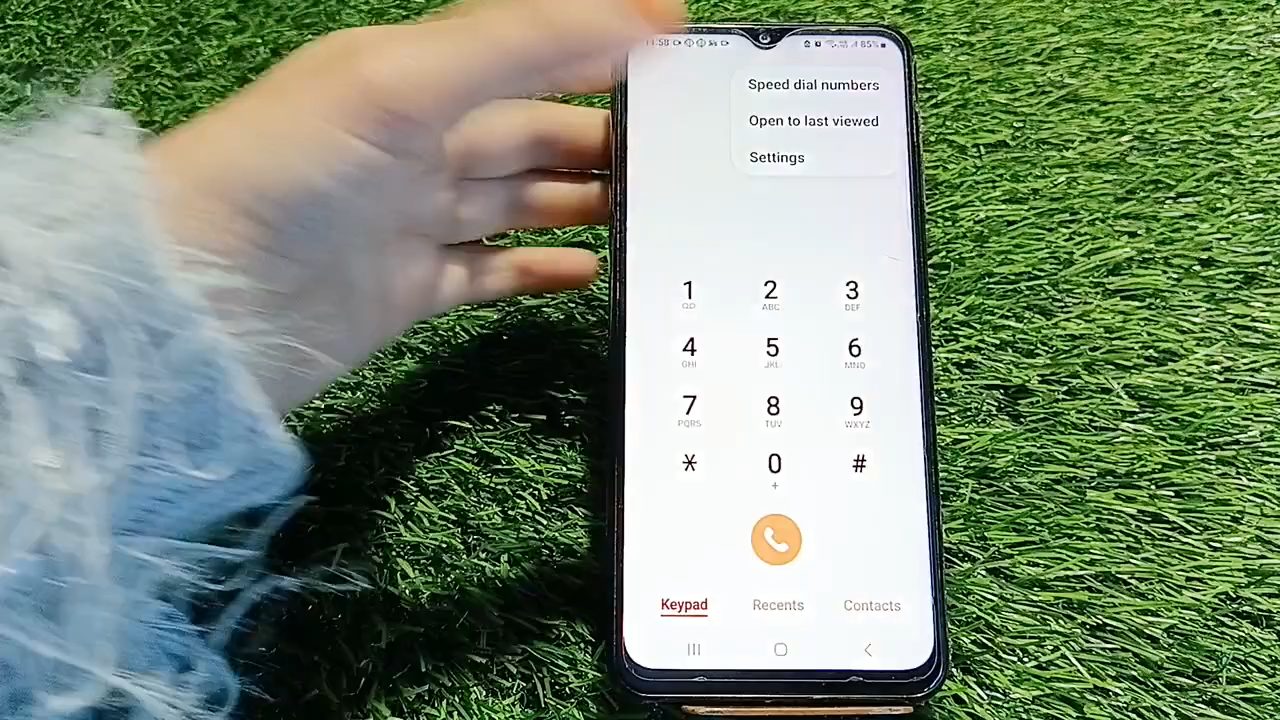 85%
Speed dial numbers
Open to last viewed
Settings
1 2 3
ABC DEF
4 5 6
GHI JKL MNO
7 8 9
PQRS TUV WXYZ
* 0 #
+
Keypad Recents Contacts